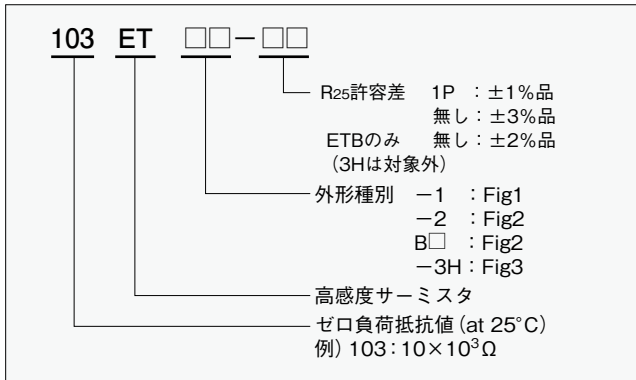 103 ET □□－□□
R25許容差 1P ：±1％品
無し：±3％品
ETBのみ 無し：±2％品
（3Hは対象外）
外形種別 －1 ：Fig1
－2 ：Fig2
B□ ：Fig2
－3H：Fig3
高感度サーミスタ
ゼロ負荷抵抗値（at 25°C）
例）103：10×10³Ω